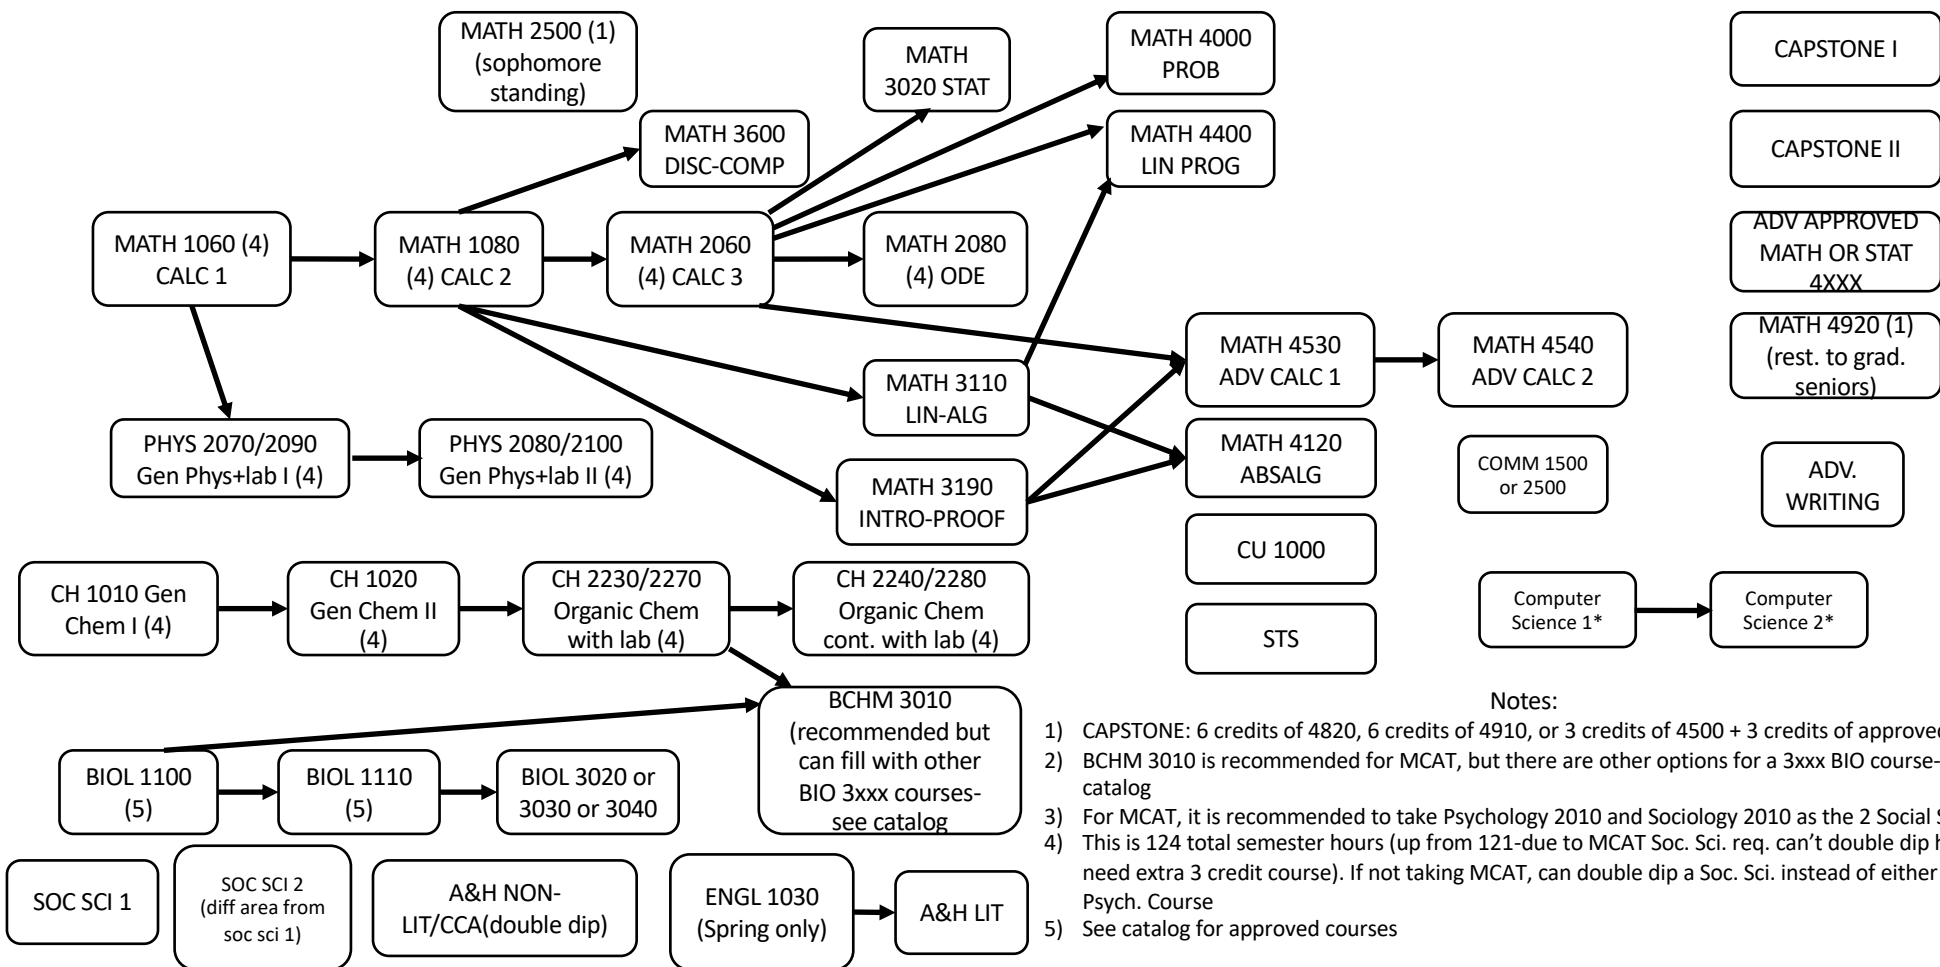 MATH 2500 (1)
(sophomore
standing)
MATH
3020 STAT
MATH 4000
PROB
CAPSTONE I
MATH 3600
DISC-COMP
MATH 4400
LIN PROG
CAPSTONE II
MATH 1060 (4)
CALC 1
MATH 1080
(4) CALC 2
MATH 2060
(4) CALC 3
MATH 2080
(4) ODE
ADV APPROVED
MATH OR STAT
4XXX
MATH 3110
LIN-ALG
MATH 4530
ADV CALC 1
MATH 4540
ADV CALC 2
MATH 4920 (1)
(rest. to grad.
seniors)
PHYS 2070/2090
Gen Phys+lab I (4)
PHYS 2080/2100
Gen Phys+lab II (4)
MATH 3190
INTRO-PROOF
MATH 4120
ABSALG
COMM 1500
or 2500
ADV.
WRITING
CU 1000
CH 1010 Gen
Chem I (4)
CH 1020
Gen Chem II
(4)
CH 2230/2270
Organic Chem
with lab (4)
CH 2240/2280
Organic Chem
cont. with lab (4)
STS
Computer
Science 1*
Computer
Science 2*
BIOL 1100
(5)
BIOL 1110
(5)
BIOL 3020 or
3030 or 3040
BCHM 3010
(recommended but
can fill with other
BIO 3xxx courses-
see catalog
SOC SCI 1
SOC SCI 2
(diff area from
soc sci 1)
A&H NON-
LIT/CCA(double dip)
ENGL 1030
(Spring only)
A&H LIT
Notes:
1) CAPSTONE: 6 credits of 4820, 6 credits of 4910, or 3 credits of 4500 + 3 credits of approved
2) BCHM 3010 is recommended for MCAT, but there are other options for a 3xxx BIO course-
catalog
3) For MCAT, it is recommended to take Psychology 2010 and Sociology 2010 as the 2 Social
4) This is 124 total semester hours (up from 121-due to MCAT Soc. Sci. req. can't double dip
need extra 3 credit course). If not taking MCAT, can double dip a Soc. Sci. instead of either
Psych. Course
5) See catalog for approved courses